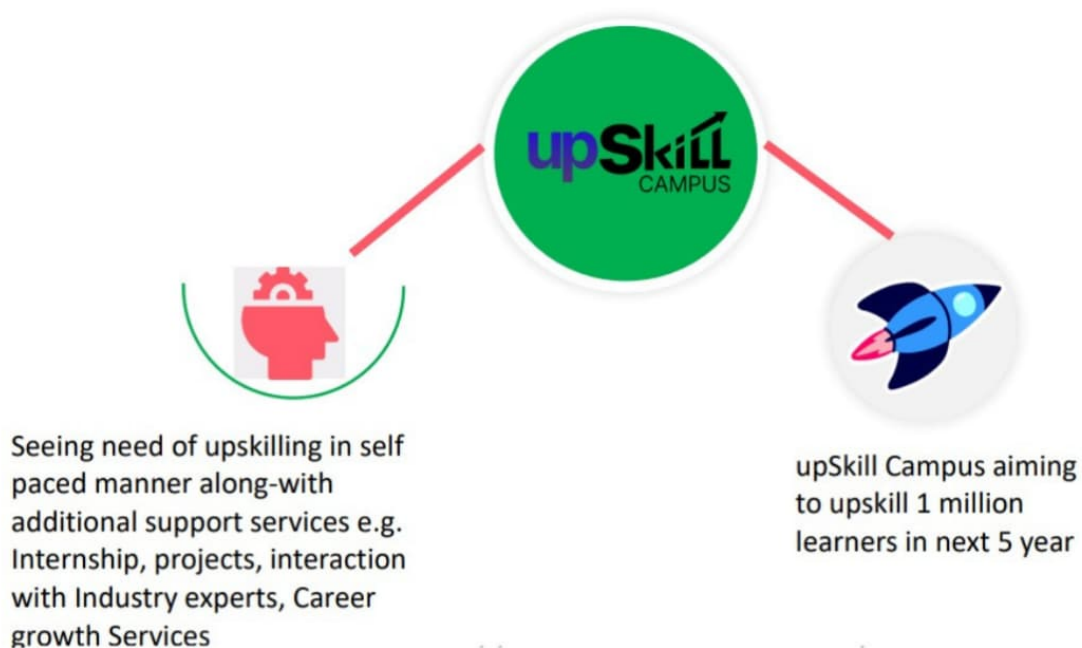 upSkill
CAMPUS
Seeing need of upskilling in self
paced manner along-with
additional support services e.g.
Internship, projects, interaction
with Industry experts, Career
growth Services
upSkill Campus aiming
to upskill 1 million
learners in next 5 year